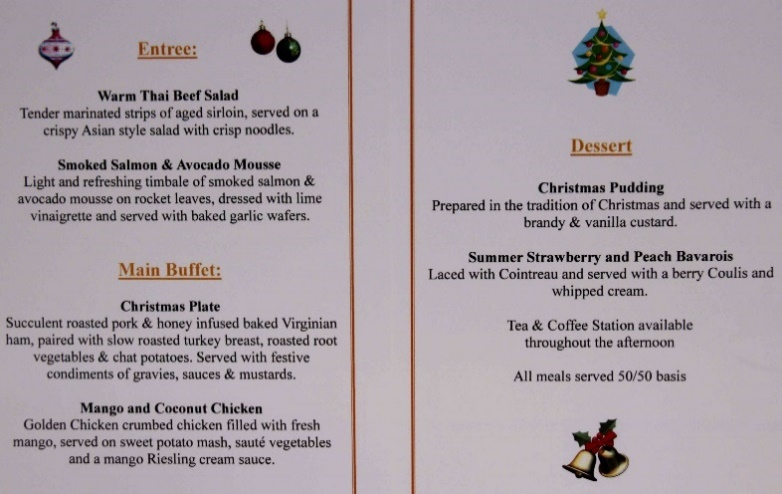 Entree:
Warm Thai Beef Salad
Tender marinated strips of aged sirloin, served on a
crispy Asian style salad with crisp noodles.
Smoked Salmon & Avocado Mousse
Light and refreshing timbale of smoked salmon &
avocado mousse on rocket leaves, dressed with lime
vinaigrette and served with baked garlic wafers.
Main Buffet:
Christmas Plate
Succulent roasted pork & honey infused baked Virginian
ham, paired with slow roasted turkey breast, roasted root
vegetables & chat potatoes. Served with festive
condiments of gravies, sauces & mustards.
Mango and Coconut Chicken
Golden Chicken crumbed chicken filled with fresh
mango, served on sweet potato mash, sauté vegetables
and a mango Riesling cream sauce.
Dessert
Christmas Pudding
Prepared in the tradition of Christmas and served with a
brandy & vanilla custard.
Summer Strawberry and Peach Bavarois
Laced with Cointreau and served with a berry Coulis and
whipped cream.
Tea & Coffee Station available
throughout the afternoon
All meals served 50/50 basis